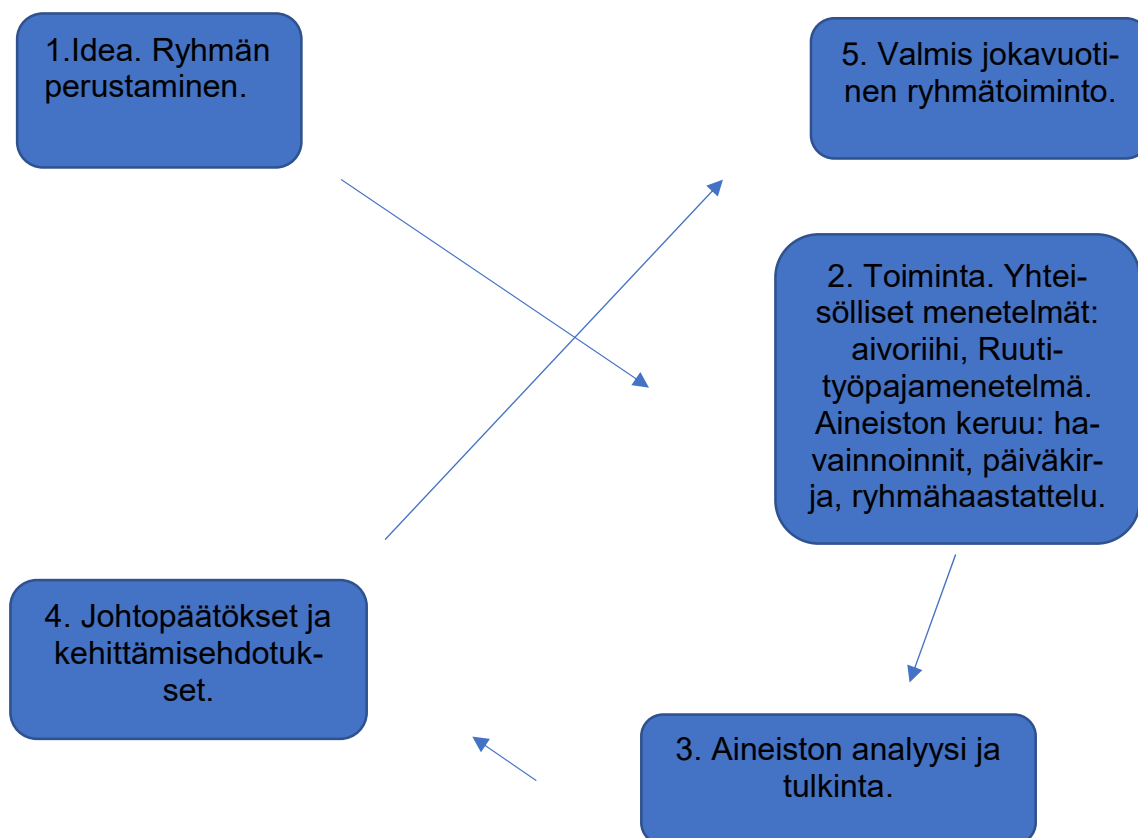 1.Idea. Ryhmän
perustaminen.
5. Valmis jokavuoti-
nen ryhmätoiminto.
2. Toiminta. Yhtei-
sölliset menetelmät:
aivoriihi, Ruuti-
työpajamenetelmä.
Aineiston keruu: ha-
vainnoinnit, päiväkir-
ja, ryhmähaastattelu.
4. Johtopäätökset ja
kehittämisehdotuk-
set.
3. Aineiston analyysi ja
tulkinta.